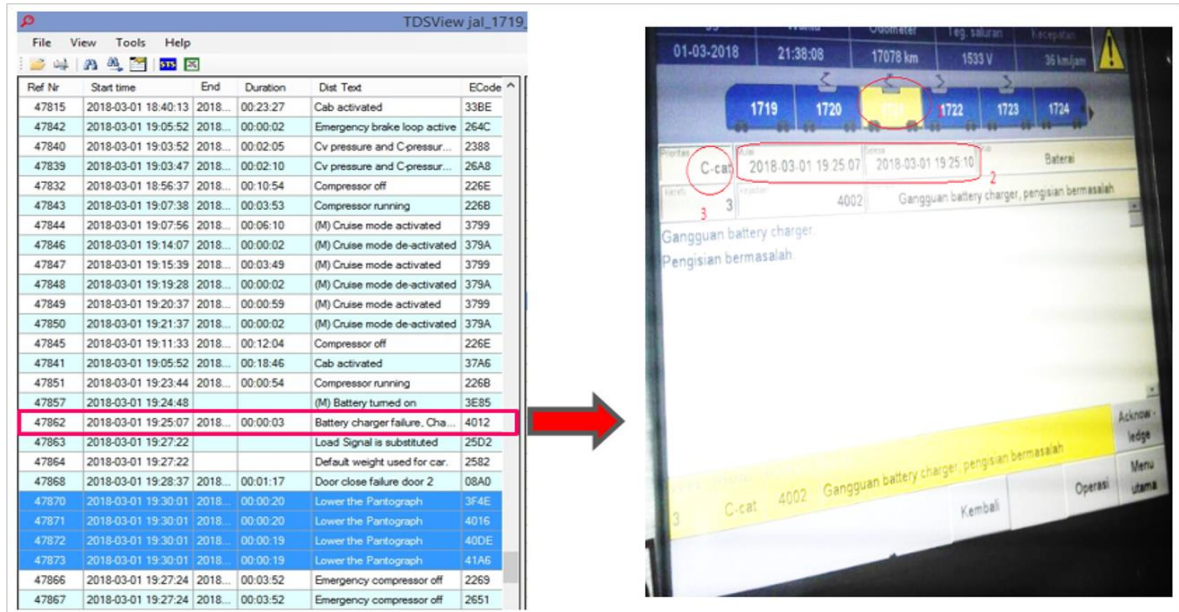 TDSView jal_1719_
File View Tools Help
STS
Ref Nr Start time End Duration Dist Text ECode
47815 2018-03-01 18:40:13 2018... 00:23:27 Cab activated 33BE
47842 2018-03-01 19:05:52 2018... 00:00:02 Emergency brake loop active 264C
47840 2018-03-01 19:03:52 2018... 00:02:05 Cv pressure and C-pressur... 2388
47839 2018-03-01 19:03:47 2018... 00:02:10 Cv pressure and C-pressur... 26A8
47832 2018-03-01 18:56:37 2018... 00:10:54 Compressor off 226E
47843 2018-03-01 19:07:38 2018... 00:03:53 Compressor running 226B
47844 2018-03-01 19:07:56 2018... 00:06:10 (M) Cruise mode activated 3799
47846 2018-03-01 19:14:07 2018... 00:00:02 (M) Cruise mode de-activated 379A
47847 2018-03-01 19:15:39 2018... 00:03:49 (M) Cruise mode activated 3799
47848 2018-03-01 19:19:28 2018... 00:00:02 (M) Cruise mode de-activated 379A
47849 2018-03-01 19:20:37 2018... 00:00:59 (M) Cruise mode activated 3799
47850 2018-03-01 19:21:37 2018... 00:00:02 (M) Cruise mode de-activated 379A
47845 2018-03-01 19:11:33 2018... 00:12:04 Compressor off 226E
47841 2018-03-01 19:05:52 2018... 00:18:46 Cab activated 37A6
47851 2018-03-01 19:23:44 2018... 00:00:54 Compressor running 226B
47857 2018-03-01 19:24:48 (M) Battery turned on 3E85
47862 2018-03-01 19:25:07 2018... 00:00:03 Battery charger failure, Cha... 4012
47863 2018-03-01 19:27:22 Load Signal is substituted 25D2
47864 2018-03-01 19:27:22 Default weight used for car. 2582
47868 2018-03-01 19:28:37 2018... 00:01:17 Door close failure door 2 08A0
47870 2018-03-01 19:30:01 2018... 00:00:20 Lower the Pantograph 3F4E
47871 2018-03-01 19:30:01 2018... 00:00:20 Lower the Pantograph 4016
47872 2018-03-01 19:30:01 2018... 00:00:19 Lower the Pantograph 40DE
47873 2018-03-01 19:30:01 2018... 00:00:19 Lower the Pantograph 41A6
47866 2018-03-01 19:27:24 2018... 00:03:52 Emergency compressor off 2269
47867 2018-03-01 19:27:24 2018... 00:03:52 Emergency compressor off 2651
Odometer Teg. saluran Kecepatan
01-03-2018 21:38:08 17078 km 1533 V 36 km/jam
1719 1720 1722 1723 1724
1
Prioritas Mulai
C-cat 2018-03-01 19:25:07 2018-03-01 19:25:10 Baterai
2
3 3 4002 Gangguan battery charger, pengisian bermasalah
Gangguan battery charger.
Pengisian bermasalah.
3 C-cat 4002 Gangguan battery charger, pengisian bermasalah
Acknow-
ledge
Kembali Operasi Menu
utama